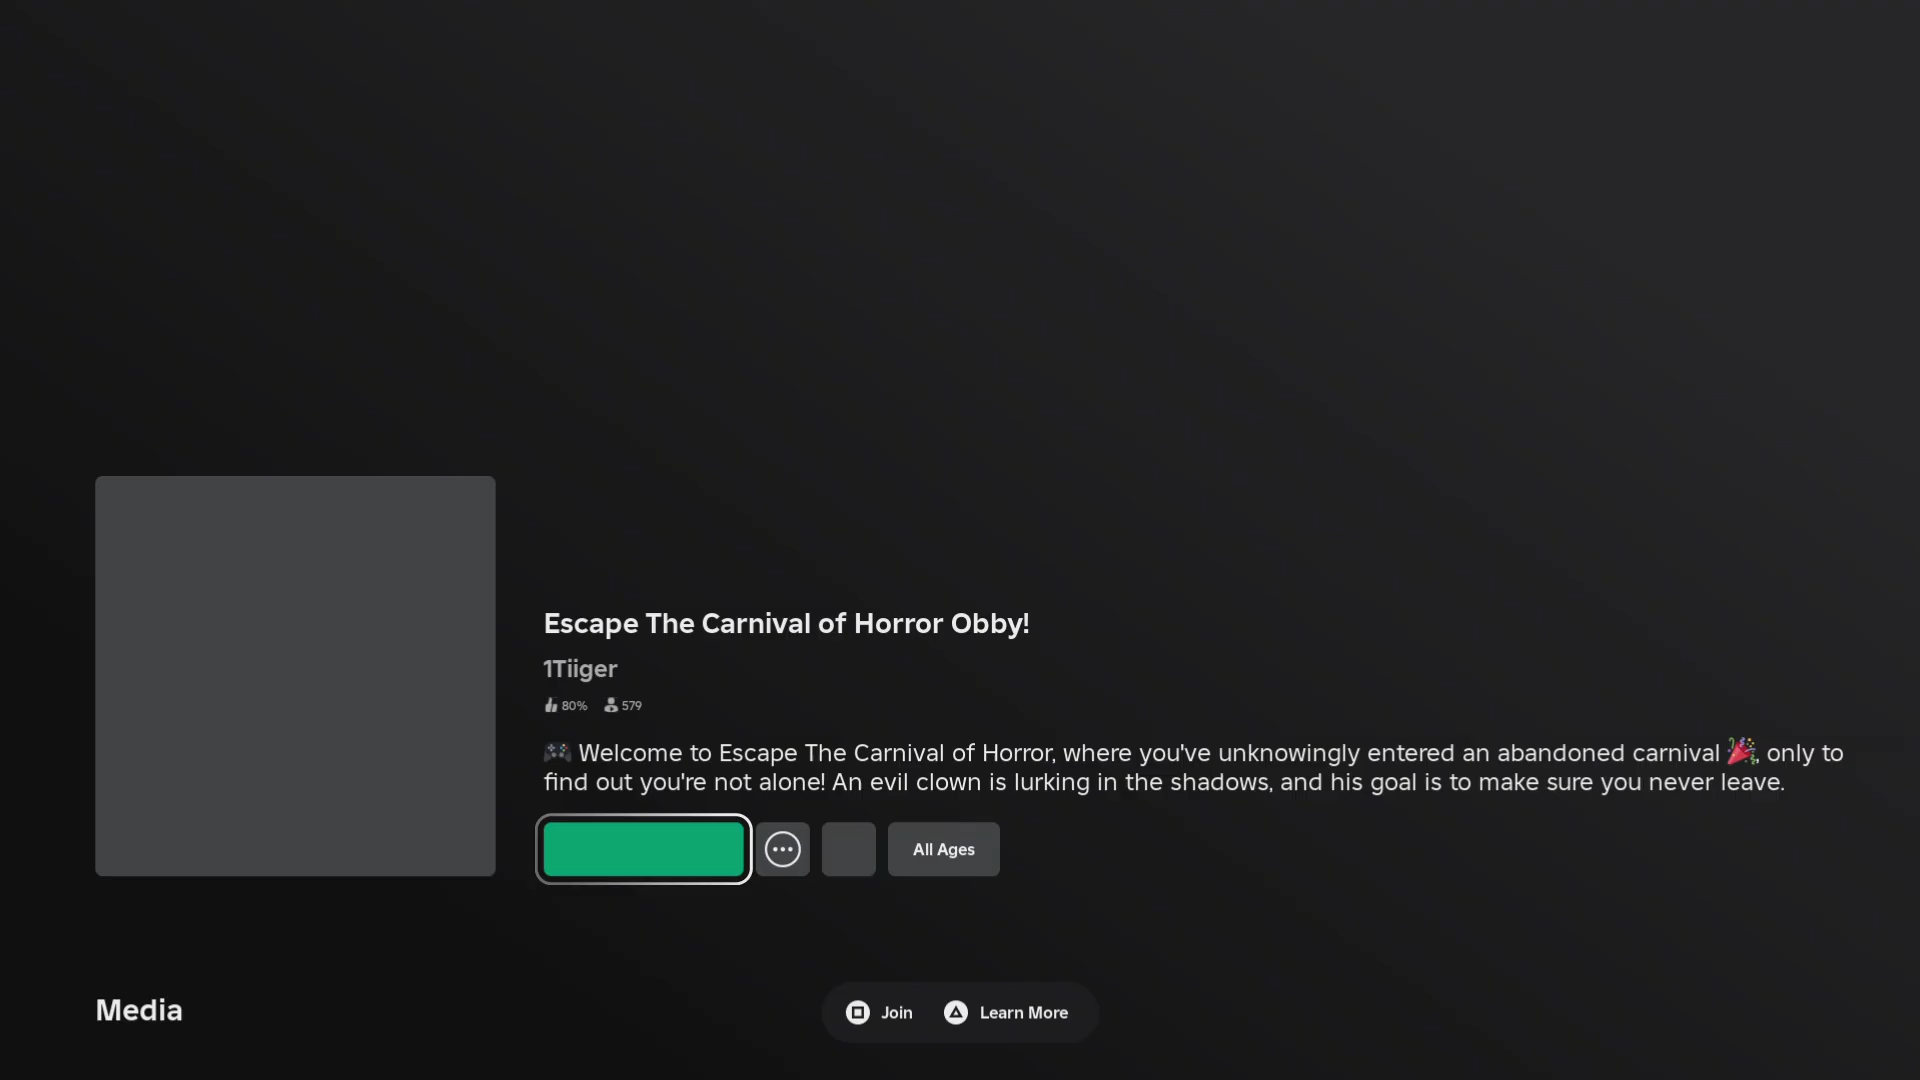 Escape The Carnival of Horror Obby!
1Tiiger
80% 579
🎮 Welcome to Escape The Carnival of Horror, where you've unknowingly entered an abandoned carnival 🎉, only to
find out you're not alone! An evil clown is lurking in the shadows, and his goal is to make sure you never leave.
All Ages
Media
Join Learn More